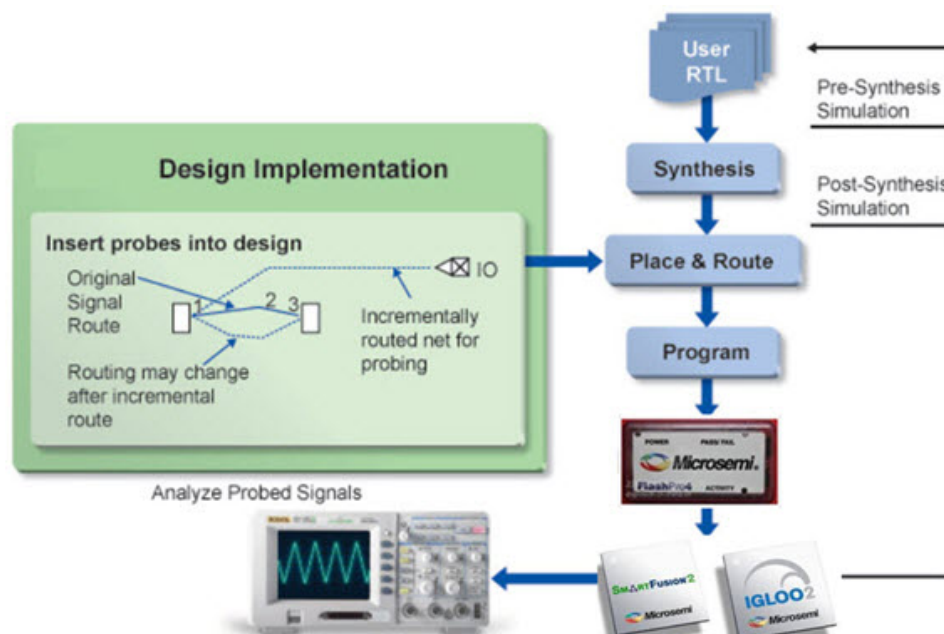 User
RTL
Pre-Synthesis
Simulation
Design Implementation
Synthesis
Post-Synthesis
Simulation
Insert probes into design
Place & Route
IO
Original
Signal
Route
1
2
3
Incrementally
routed net for
probing
Routing may change
after incremental
route
Program
POWER
Microsemi
FlashPro4
ACTIVITY
Analyze Probed Signals
SMARTFUSION2
Microsemi
IGLOO2
Microsemi